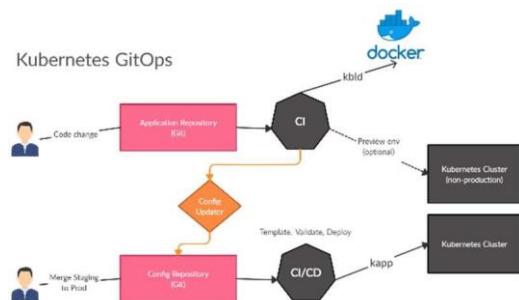 docker
Kubernetes GitOps
kbld
Code change
Application Repository
(Git)
CI
Preview env
(optional)
Kubernetes Cluster
(non-production)
Config
Updater
Template, Validate, Deploy
Kubernetes Cluster
Merge Staging
to Prod
Config Repository
(Git)
CI/CD
kapp